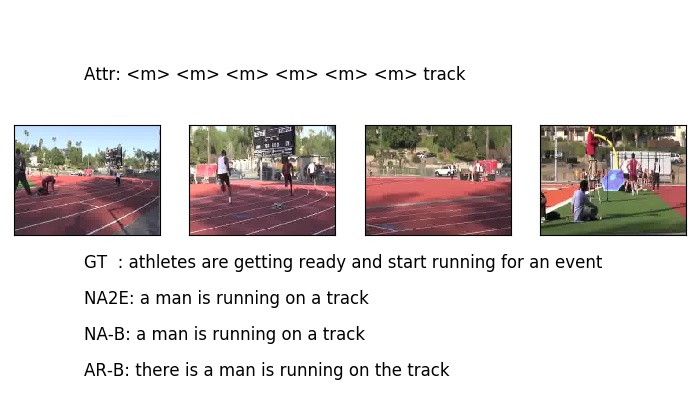 Attr: <m> <m> <m> <m> <m> <m> track
GT : athletes are getting ready and start running for an event
NA2E: a man is running on a track
NA-B: a man is running on a track
AR-B: there is a man is running on the track